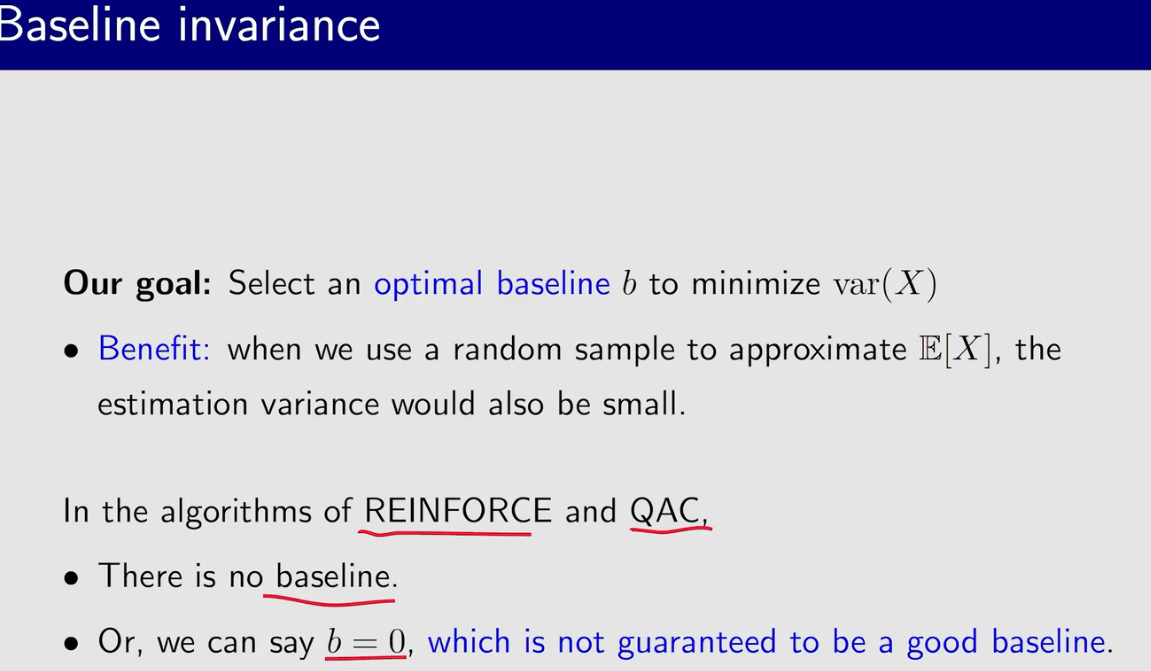 Baseline invariance
Our goal: Select an optimal baseline b to minimize var(X)
• Benefit: when we use a random sample to approximate 𝔼[X], the
estimation variance would also be small.
In the algorithms of REINFORCE and QAC,
• There is no baseline.
• Or, we can say b = 0, which is not guaranteed to be a good baseline.